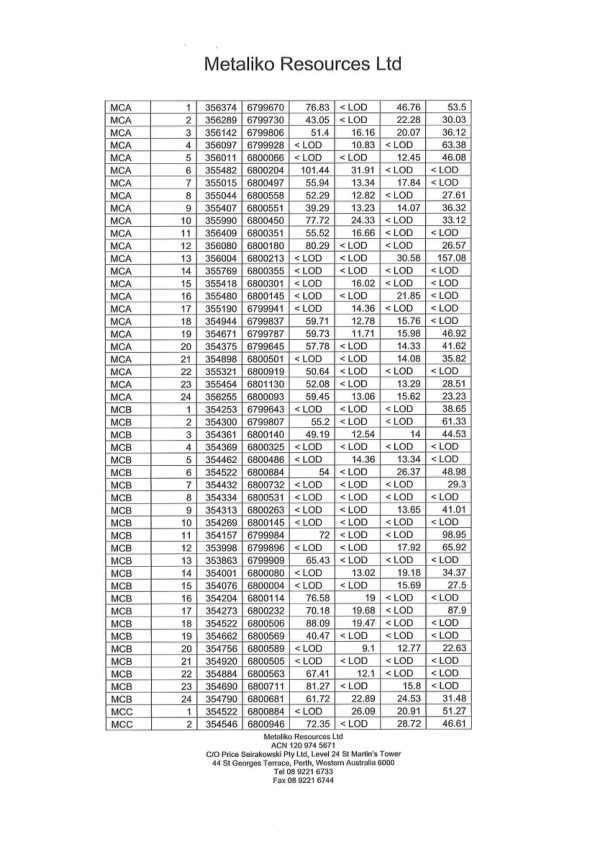 Metaliko Resources Ltd
MCA 1 356374 6799670 76.83 < LOD 46.76 53.5
MCA 2 356289 6799730 43.05 < LOD 22.28 30.03
MCA 3 356142 6799806 51.4 16.16 20.07 36.12
MCA 4 356097 6799928 < LOD 10.83 < LOD 63.38
MCA 5 356011 6800066 < LOD < LOD 12.45 46.08
MCA 6 355482 6800204 101.44 31.91 < LOD < LOD
MCA 7 355015 6800497 55.94 13.34 17.84 < LOD
MCA 8 355044 6800558 52.29 12.82 < LOD 27.61
MCA 9 355407 6800551 39.29 13.23 14.07 36.32
MCA 10 355990 6800450 77.72 24.33 < LOD 33.12
MCA 11 356409 6800351 55.52 16.66 < LOD < LOD
MCA 12 356080 6800180 80.29 < LOD < LOD 26.57
MCA 13 356004 6800213 < LOD < LOD 30.58 157.08
MCA 14 355769 6800355 < LOD < LOD < LOD < LOD
MCA 15 355418 6800301 < LOD 16.02 < LOD < LOD
MCA 16 355480 6800145 < LOD < LOD 21.85 < LOD
MCA 17 355190 6799941 < LOD 14.36 < LOD < LOD
MCA 18 354944 6799837 59.71 12.78 15.76 < LOD
MCA 19 354671 6799787 59.73 11.71 15.98 46.92
MCA 20 354375 6799645 57.78 < LOD 14.33 41.62
MCA 21 354898 6800501 < LOD < LOD 14.08 35.82
MCA 22 355321 6800919 50.64 < LOD < LOD < LOD
MCA 23 355454 6801130 52.08 < LOD 13.29 28.51
MCA 24 356255 6800093 59.45 13.06 15.62 23.23
MCB 1 354253 6799643 < LOD < LOD < LOD 38.65
MCB 2 354300 6799807 55.2 < LOD < LOD 61.33
MCB 3 354361 6800140 49.19 12.54 14 44.53
MCB 4 354369 6800325 < LOD < LOD < LOD < LOD
MCB 5 354462 6800486 < LOD 14.36 13.34 < LOD
MCB 6 354522 6800884 54 < LOD 26.37 48.98
MCB 7 354432 6800732 < LOD < LOD < LOD 29.3
MCB 8 354334 6800531 < LOD < LOD < LOD < LOD
MCB 9 354313 6800263 < LOD < LOD 13.65 41.01
MCB 10 354269 6800145 < LOD < LOD < LOD < LOD
MCB 11 354157 6799984 72 < LOD < LOD 98.95
MCB 12 353998 6799896 < LOD < LOD 17.92 65.92
MCB 13 353863 6799909 65.43 < LOD < LOD < LOD
MCB 14 354001 6800080 < LOD 13.02 19.18 34.37
MCB 15 354076 6800004 < LOD < LOD 15.69 27.5
MCB 16 354204 6800114 76.58 19 < LOD < LOD
MCB 17 354273 6800232 70.18 19.68 < LOD 87.9
MCB 18 354522 6800506 88.09 19.47 < LOD < LOD
MCB 19 354662 6800569 40.47 < LOD < LOD < LOD
MCB 20 354756 6800589 < LOD 9.1 12.77 22.63
MCB 21 354920 6800505 < LOD < LOD < LOD < LOD
MCB 22 354884 6800563 67.41 12.1 < LOD < LOD
MCB 23 354690 6800711 81.27 < LOD 15.8 < LOD
MCB 24 354790 6800681 61.72 22.89 24.53 31.48
MCC 1 354522 6800884 < LOD 26.09 20.91 51.27
MCC 2 354546 6800946 72.35 < LOD 28.72 46.61
Metaliko Resources Ltd
ACN 120 974 5671
C/O Price Seirakowski Pty Ltd, Level 24 St Martin's Tower
44 St Georges Terrace, Perth, Western Australia 6000
Tel 08 9221 6733
Fax 08 9221 6744